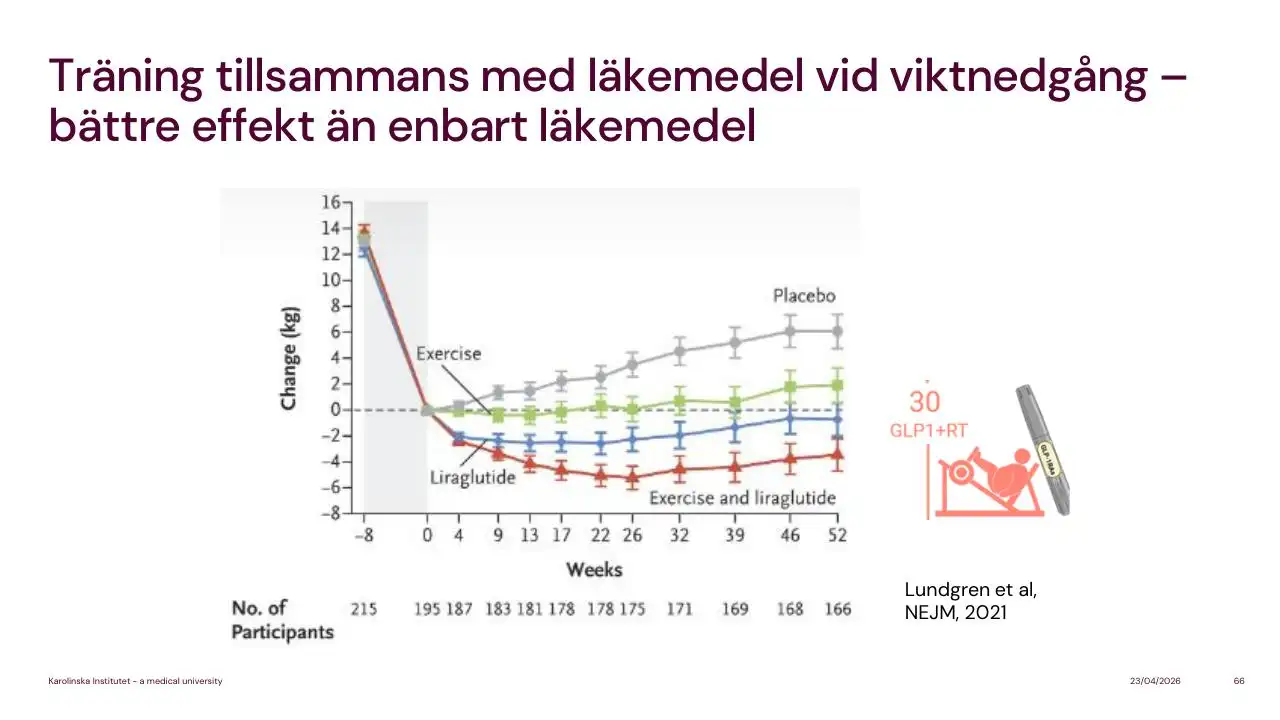 Träning tillsammans med läkemedel vid viktnedgång –
bättre effekt än enbart läkemedel
16
14
12
10
8
6
4
2
0
−2
−4
−6
−8
Change (kg)
Placebo
Exercise
Liraglutide
Exercise and liraglutide
−8 0 4 9 13 17 22 26 32 39 46 52
Weeks
No. of
Participants
215 195 187 183 181 178 178 175 171 169 168 166
30
GLP1+RT
GLP-1RAs
Lundgren et al,
NEJM, 2021
Karolinska Institutet - a medical university
23/04/2026
66